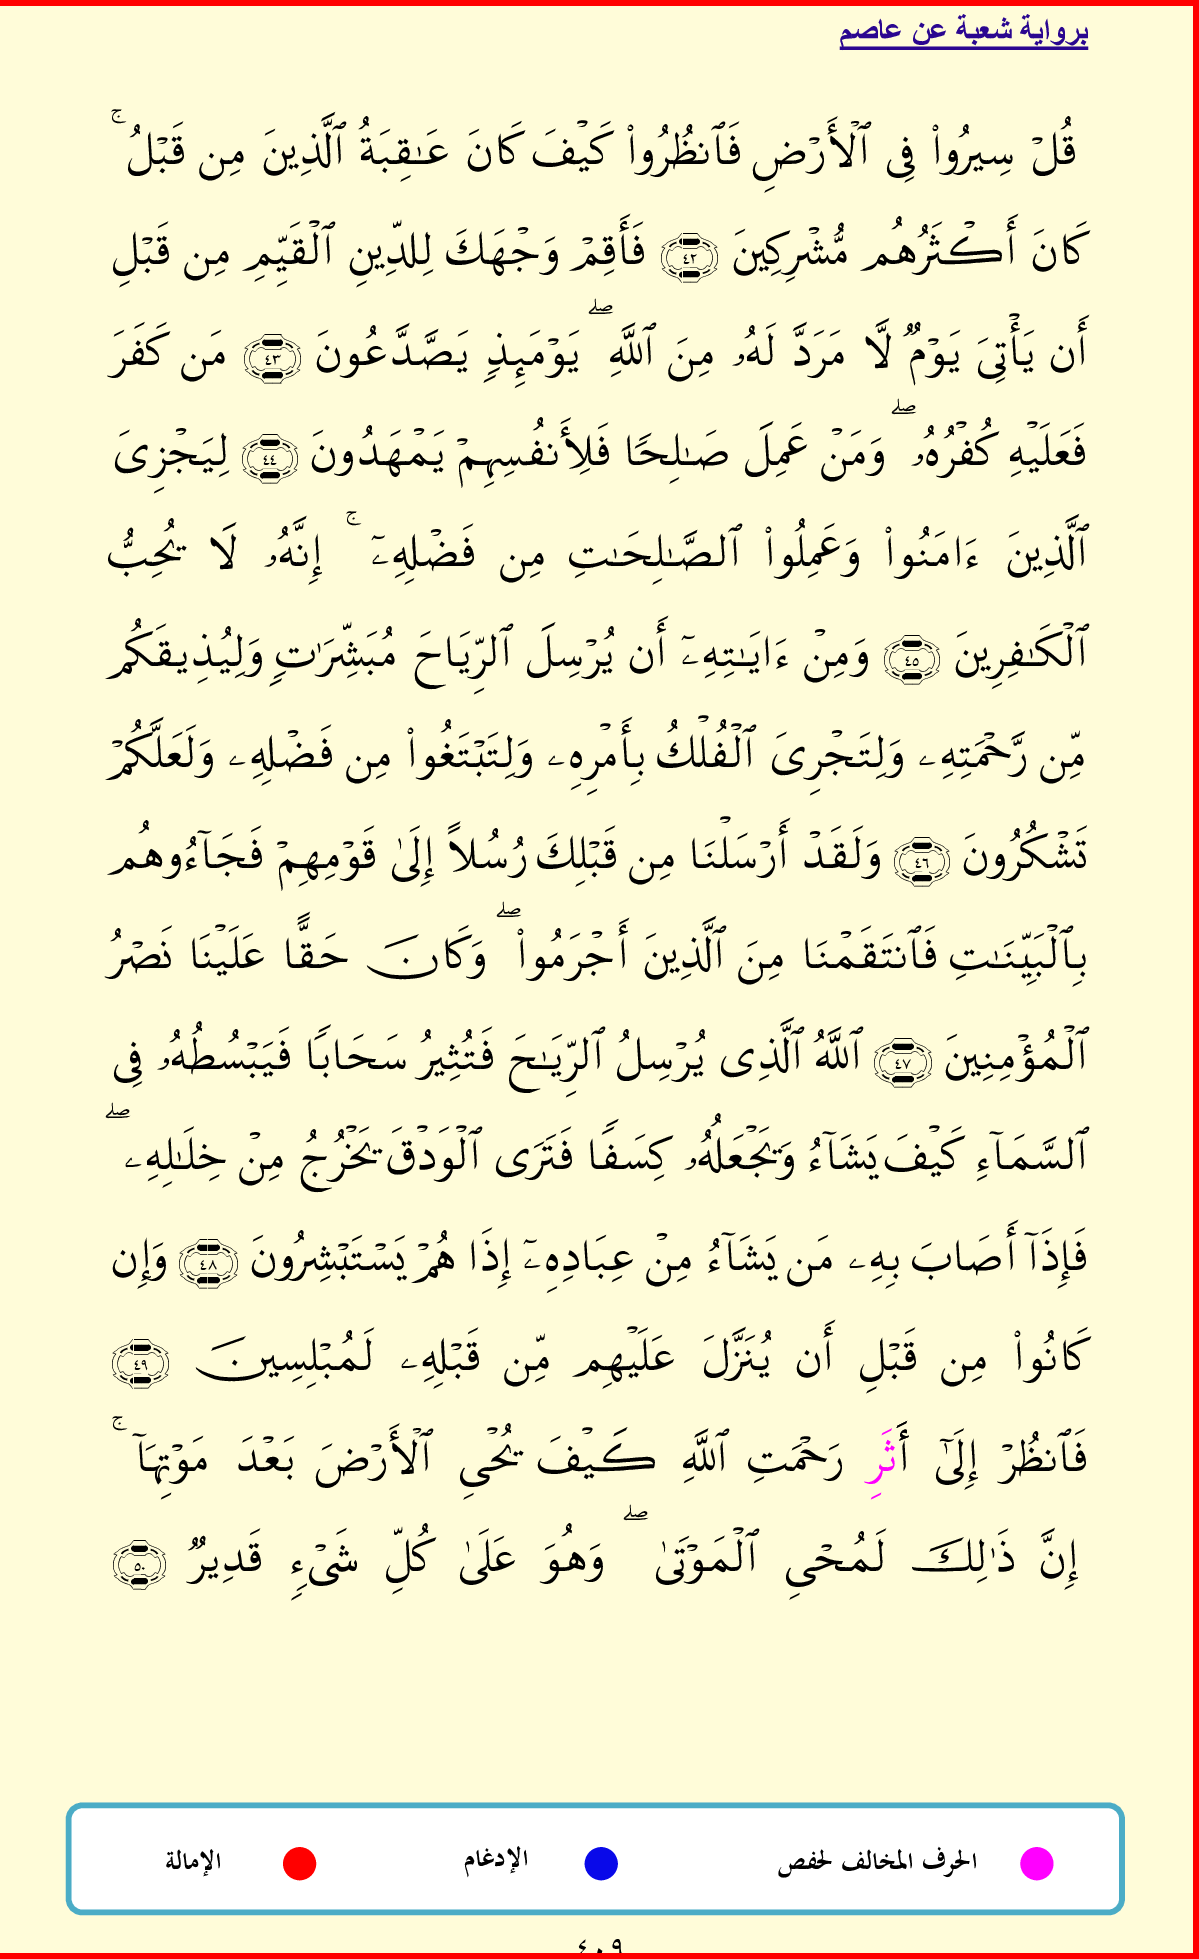 برواية شعبة عن عاصم
قُلۡ سِيرُوا۟ فِى ٱلۡأَرۡضِ فَٱنظُرُوا۟ كَيۡفَ كَانَ عَـٰقِبَةُ ٱلَّذِينَ مِن قَبۡلُ ۚ
كَانَ أَكۡثَرُهُم مُّشۡرِكِينَ ٤٢ فَأَقِمۡ وَجۡهَكَ لِلدِّينِ ٱلۡقَيِّمِ مِن قَبۡلِ
أَن يَأۡتِىَ يَوۡمٌ لَّا مَرَدَّ لَهُۥ مِنَ ٱللَّهِ ۖ يَوۡمَئِذٍ يَصَّدَّعُونَ ٤٣ مَن كَفَرَ
فَعَلَيۡهِ كُفۡرُهُۥ ۖ وَمَنۡ عَمِلَ صَـٰلِحًا فَلِأَنفُسِهِمۡ يَمۡهَدُونَ ٤٤ لِيَجۡزِىَ
ٱلَّذِينَ ءَامَنُوا۟ وَعَمِلُوا۟ ٱلصَّـٰلِحَـٰتِ مِن فَضۡلِهِۦٓ ۚ إِنَّهُۥ لَا يُحِبُّ
ٱلۡكَـٰفِرِينَ ٤٥ وَمِنۡ ءَايَـٰتِهِۦٓ أَن يُرۡسِلَ ٱلرِّيَاحَ مُبَشِّرَٰتٍ وَلِيُذِيقَكُم
مِّن رَّحۡمَتِهِۦ وَلِتَجۡرِىَ ٱلۡفُلۡكُ بِأَمۡرِهِۦ وَلِتَبۡتَغُوا۟ مِن فَضۡلِهِۦ وَلَعَلَّكُمۡ
تَشۡكُرُونَ ٤٦ وَلَقَدۡ أَرۡسَلۡنَا مِن قَبۡلِكَ رُسُلًا إِلَىٰ قَوۡمِهِمۡ فَجَآءُوهُم
بِٱلۡبَيِّنَـٰتِ فَٱنتَقَمۡنَا مِنَ ٱلَّذِينَ أَجۡرَمُوا۟ ۖ وَكَانَ حَقًّا عَلَيۡنَا نَصۡرُ
ٱلۡمُؤۡمِنِينَ ٤٧ ٱللَّهُ ٱلَّذِى يُرۡسِلُ ٱلرِّيَـٰحَ فَتُثِيرُ سَحَابًا فَيَبۡسُطُهُۥ فِى
ٱلسَّمَآءِ كَيۡفَ يَشَآءُ وَيَجۡعَلُهُۥ كِسَفًا فَتَرَى ٱلۡوَدۡقَ يَخۡرُجُ مِنۡ خِلَـٰلِهِۦ ۖ
فَإِذَآ أَصَابَ بِهِۦ مَن يَشَآءُ مِنۡ عِبَادِهِۦٓ إِذَا هُمۡ يَسۡتَبۡشِرُونَ ٤٨ وَإِن
كَانُوا۟ مِن قَبۡلِ أَن يُنَزَّلَ عَلَيۡهِم مِّن قَبۡلِهِۦ لَمُبۡلِسِينَ ٤٩
فَٱنظُرۡ إِلَىٰٓ أَثَرِ رَحۡمَتِ ٱللَّهِ كَيۡفَ يُحۡىِ ٱلۡأَرۡضَ بَعۡدَ مَوۡتِهَآ ۚ
إِنَّ ذَٰلِكَ لَمُحۡىِ ٱلۡمَوۡتَىٰ ۖ وَهُوَ عَلَىٰ كُلِّ شَىۡءٍ قَدِيرٌ ٥٠
الحرف المخالف لحفص الإدغام الإمالة
٤٠٩